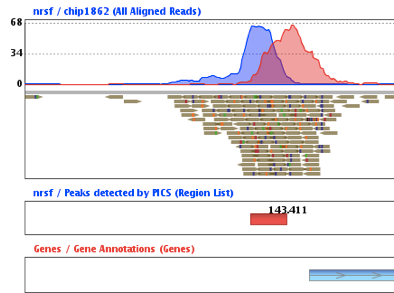 nrsf / chip1862 (All Aligned Reads)
68
34
0
nrsf / Peaks detected by PICS (Region List)
143.411
Genes / Gene Annotations (Genes)